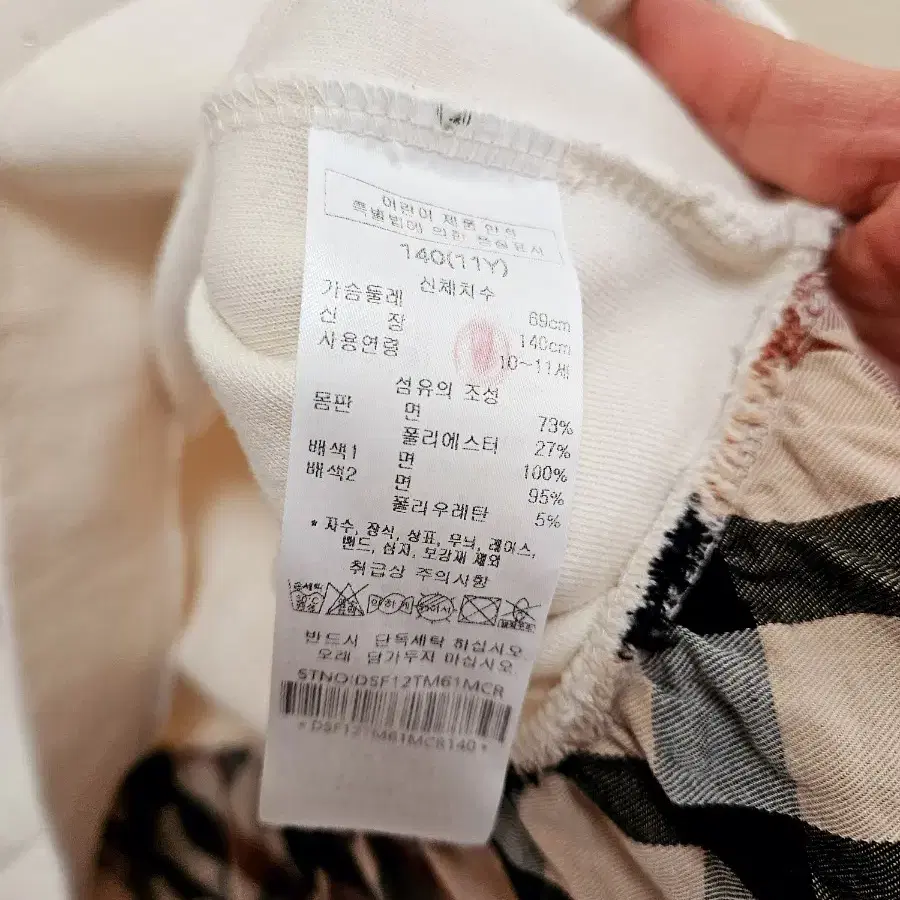 어린이 제품 안전
특별법에 의한 품질표시
140(11Y)
신체치수
가슴둘레 69cm
신 장 140cm
사용연령 10~11세
섬유의 조성
몸판 면 73%
폴리에스터 27%
배색1 면 100%
배색2 면 95%
폴리우레탄 5%
* 자수, 장식, 상표, 무늬, 레이스,
밴드, 심지, 보강재 제외
취급상 주의사항
반드시 단독세탁 하십시오
오래 담가두지 마십시오
STNO:DSF12TM61MCR
*DSF12TM61MCR140*